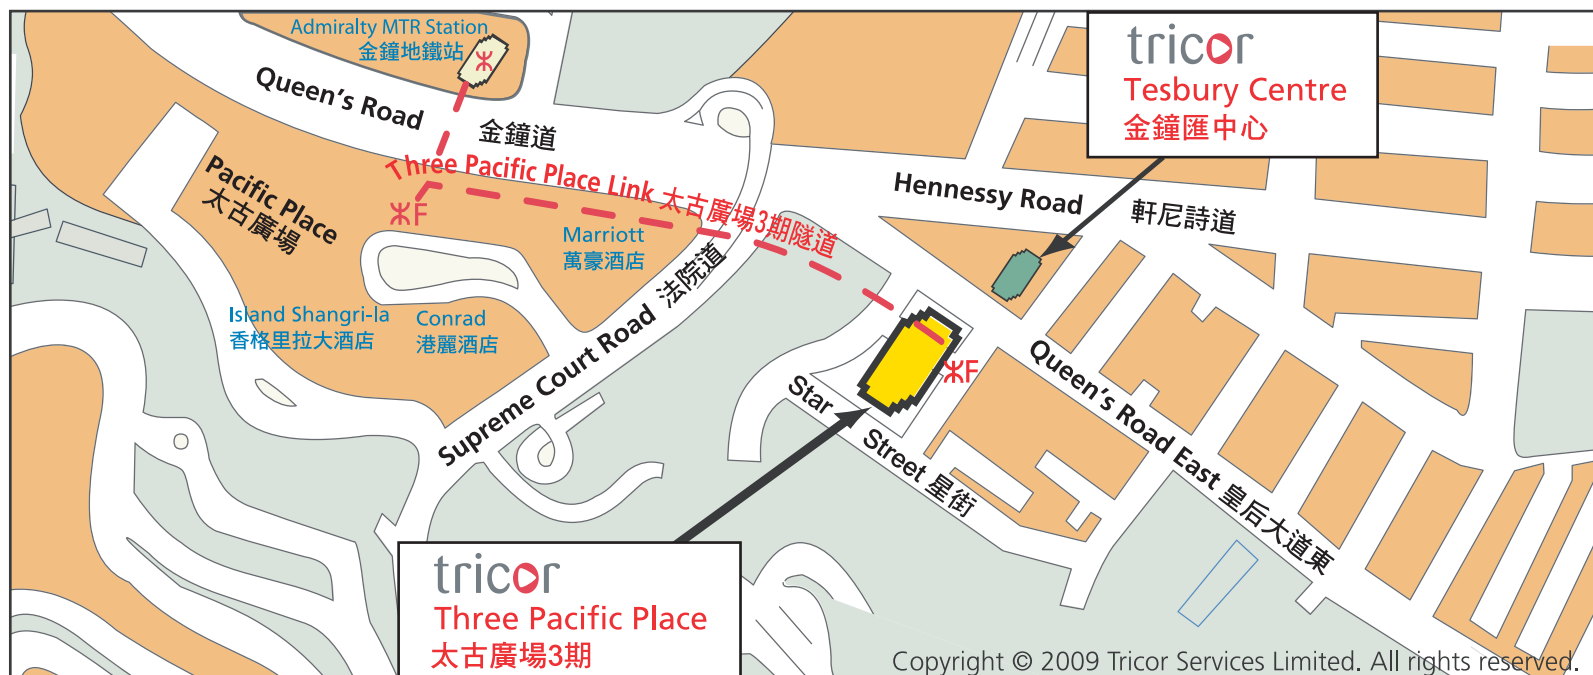 Admiralty MTR Station
金鐘地鐵站
Queen's Road
金鐘道
Three Pacific Place Link 太古廣場3期隧道
F
Pacific Place
太古廣場
Marriott
萬豪酒店
Island Shangri-la
香格里拉大酒店
Conrad
港麗酒店
Supreme Court Road 法院道
tricor
Tesbury Centre
金鐘匯中心
Hennessy Road
軒尼詩道
F
Star Street 星街
Queen's Road East 皇后大道東
tricor
Three Pacific Place
太古廣場3期
Copyright © 2009 Tricor Services Limited. All rights reserved.